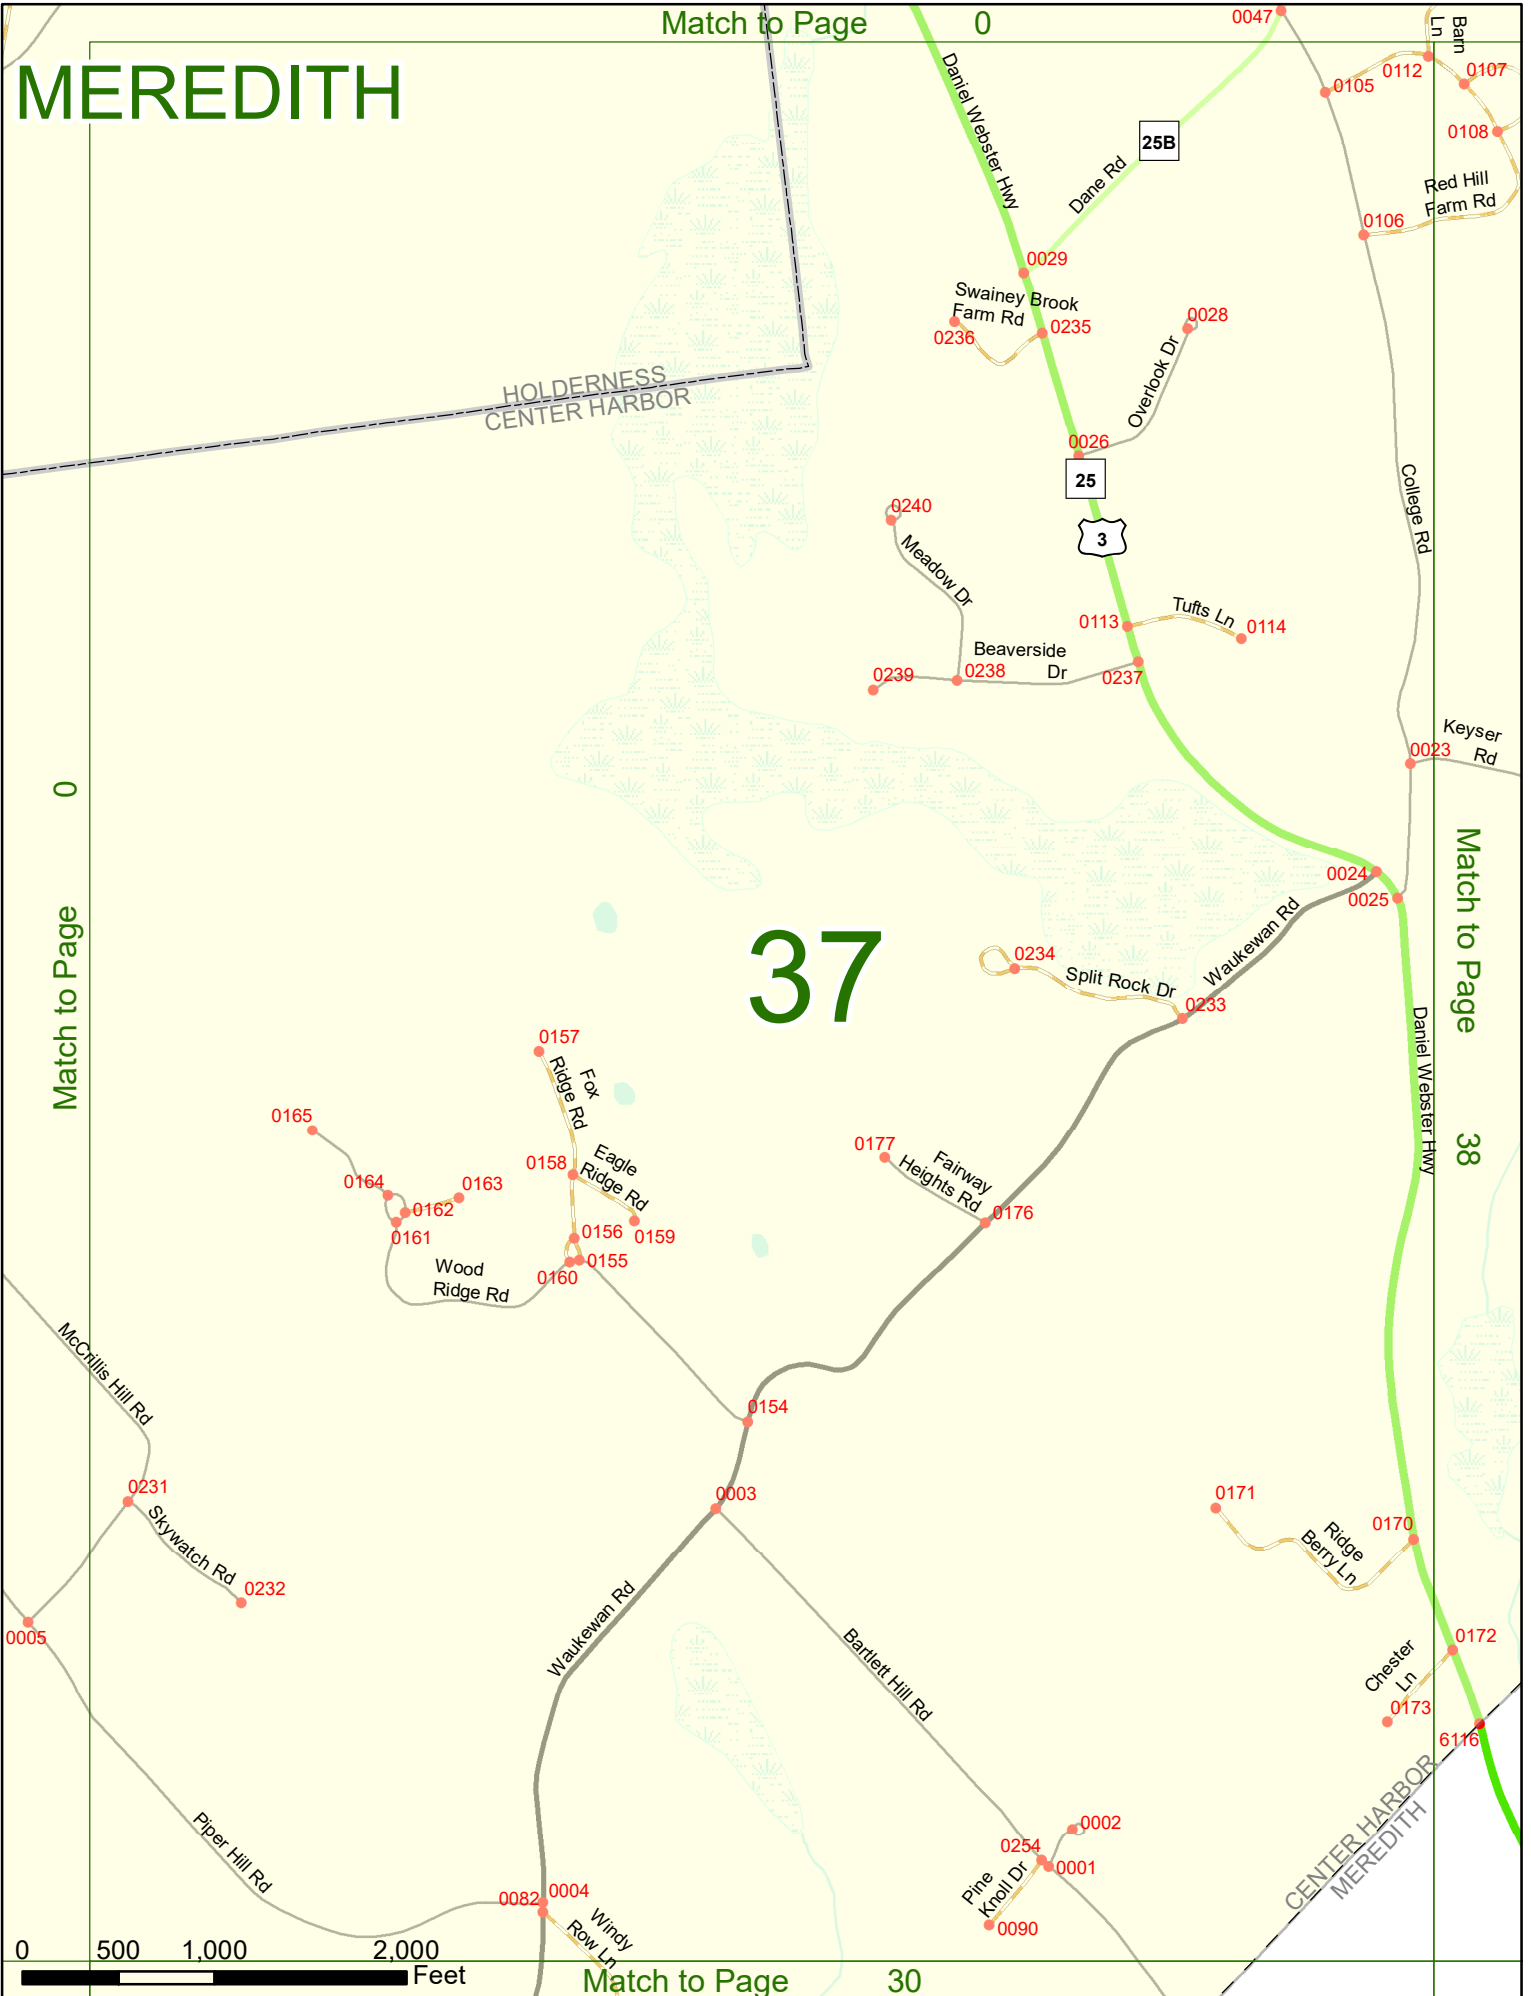 Match to Page 0
0047
Barn
Ln
MEREDITH
0112
0107
0105
0108
Daniel Webster Hwy
25B
Dane Rd
Red Hill
Farm Rd
0106
0029
Swainey Brook
Farm Rd
0236
0235
0028
Overlook Dr
HOLDERNESS
CENTER HARBOR
0026
25
3
College Rd
0240
Meadow Dr
0113
Tufts Ln
0114
Beaverside
Dr
0239
0238
0237
Keyser
Rd
0023
0
Match to Page
Match to Page
38
0024
0025
Waukewan Rd
37
0234
Split Rock Dr
0233
Daniel Webster Hwy
0157
Fox
Ridge Rd
0165
0158
Eagle
Ridge Rd
0177
Fairway
Heights Rd
0164
0163
0162
0161
0156
0159
0155
0160
0176
Wood
Ridge Rd
McCrillis Hill Rd
0154
0231
Skywatch Rd
0003
0171
0170
Ridge
Berry Ln
0232
0005
Waukewan Rd
Bartlett Hill Rd
0172
Chester
Ln
0173
6116
CENTER HARBOR
MEREDITH
Piper Hill Rd
0002
0254
0001
Pine
Knoll Dr
0090
0082
0004
Windy
Row Ln
0 500 1,000 2,000
Feet
Match to Page 30